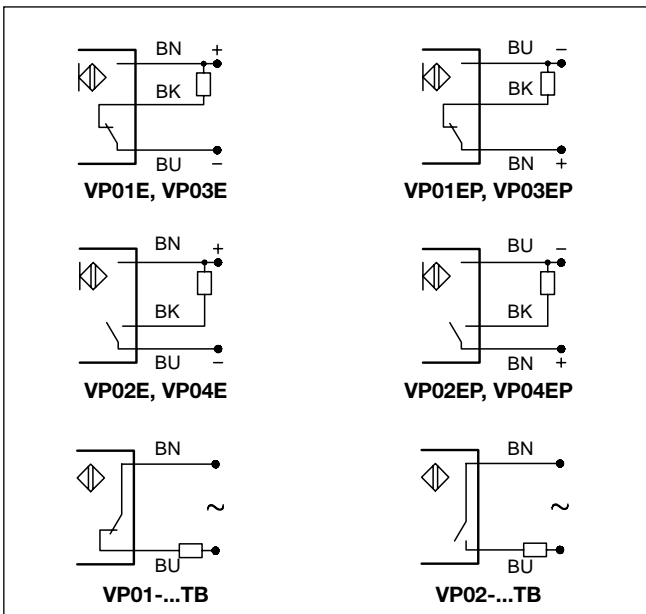 BN +
BK
BU −
VP01E, VP03E
BU −
BK
BN +
VP01EP, VP03EP
BN +
BK
BU −
VP02E, VP04E
BU −
BK
BN +
VP02EP, VP04EP
BN
~
BU
VP01-...TB
BN
~
BU
VP02-...TB